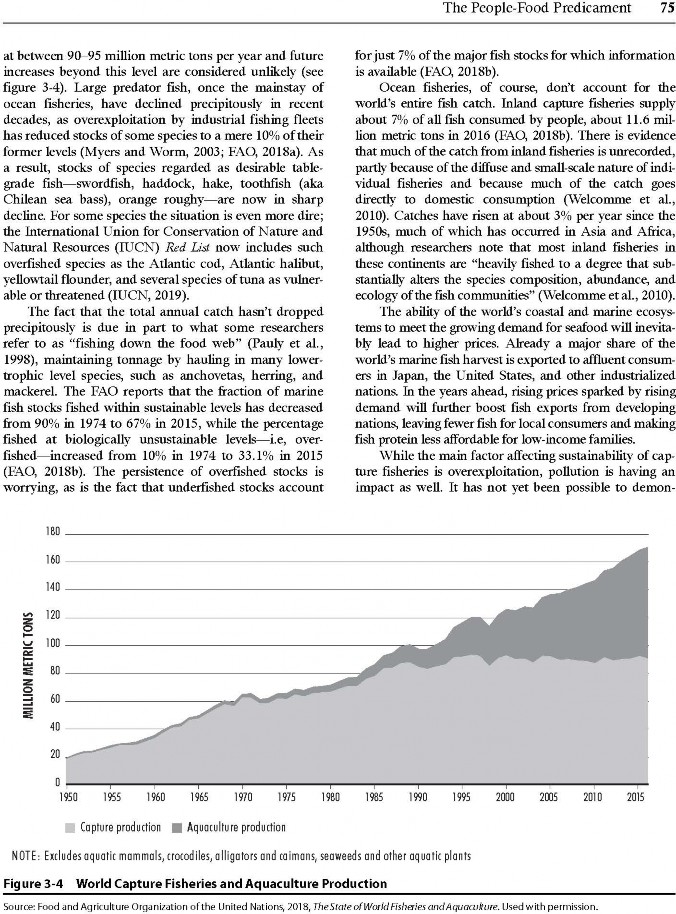 The People-Food Predicament 75
at between 90–95 million metric tons per year and future
increases beyond this level are considered unlikely (see
figure 3-4). Large predator fish, once the mainstay of
ocean fisheries, have declined precipitously in recent
decades, as overexploitation by industrial fishing fleets
has reduced stocks of some species to a mere 10% of their
former levels (Myers and Worm, 2003; FAO, 2018a). As
a result, stocks of species regarded as desirable table-
grade fish—swordfish, haddock, hake, toothfish (aka
Chilean sea bass), orange roughy—are now in sharp
decline. For some species the situation is even more dire;
the International Union for Conservation of Nature and
Natural Resources (IUCN) Red List now includes such
overfished species as the Atlantic cod, Atlantic halibut,
yellowtail flounder, and several species of tuna as vulner-
able or threatened (IUCN, 2019).
The fact that the total annual catch hasn't dropped
precipitously is due in part to what some researchers
refer to as “fishing down the food web” (Pauly et al.,
1998), maintaining tonnage by hauling in many lower-
trophic level species, such as anchovetas, herring, and
mackerel. The FAO reports that the fraction of marine
fish stocks fished within sustainable levels has decreased
from 90% in 1974 to 67% in 2015, while the percentage
fished at biologically unsustainable levels—i.e, over-
fished—increased from 10% in 1974 to 33.1% in 2015
(FAO, 2018b). The persistence of overfished stocks is
worrying, as is the fact that underfished stocks account
for just 7% of the major fish stocks for which information
is available (FAO, 2018b).
Ocean fisheries, of course, don't account for the
world's entire fish catch. Inland capture fisheries supply
about 7% of all fish consumed by people, about 11.6 mil-
lion metric tons in 2016 (FAO, 2018b). There is evidence
that much of the catch from inland fisheries is unrecorded,
partly because of the diffuse and small-scale nature of indi-
vidual fisheries and because much of the catch goes
directly to domestic consumption (Welcomme et al.,
2010). Catches have risen at about 3% per year since the
1950s, much of which has occurred in Asia and Africa,
although researchers note that most inland fisheries in
these continents are “heavily fished to a degree that sub-
stantially alters the species composition, abundance, and
ecology of the fish communities” (Welcomme et al., 2010).
The ability of the world's coastal and marine ecosys-
tems to meet the growing demand for seafood will inevita-
bly lead to higher prices. Already a major share of the
world's marine fish harvest is exported to affluent consum-
ers in Japan, the United States, and other industrialized
nations. In the years ahead, rising prices sparked by rising
demand will further boost fish exports from developing
nations, leaving fewer fish for local consumers and making
fish protein less affordable for low-income families.
While the main factor affecting sustainability of cap-
ture fisheries is overexploitation, pollution is having an
impact as well. It has not yet been possible to demon-
MILLION METRIC TONS
180
160
140
120
100
80
60
40
20
0
1950 1955 1960 1965 1970 1975 1980 1985 1990 1995 2000 2005 2010 2015
Capture production Aquaculture production
NOTE: Excludes aquatic mammals, crocodiles, alligators and caimans, seaweeds and other aquatic plants
Figure 3-4 World Capture Fisheries and Aquaculture Production
Source: Food and Agriculture Organization of the United Nations, 2018, The State of World Fisheries and Aquaculture. Used with permission.